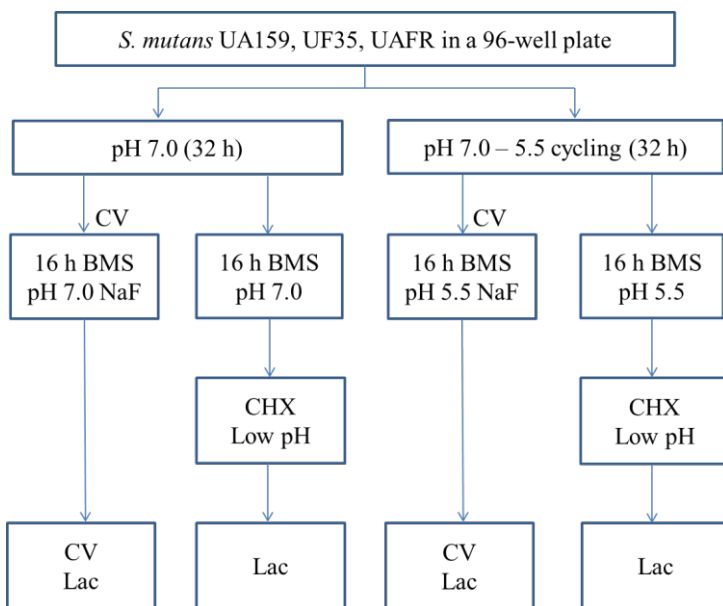 S. mutans UA159, UF35, UAFR in a 96-well plate
pH 7.0 (32 h)
pH 7.0 – 5.5 cycling (32 h)
CV
CV
16 h BMS
pH 7.0 NaF
16 h BMS
pH 7.0
16 h BMS
pH 5.5 NaF
16 h BMS
pH 5.5
CHX
Low pH
CHX
Low pH
CV
Lac
Lac
CV
Lac
Lac